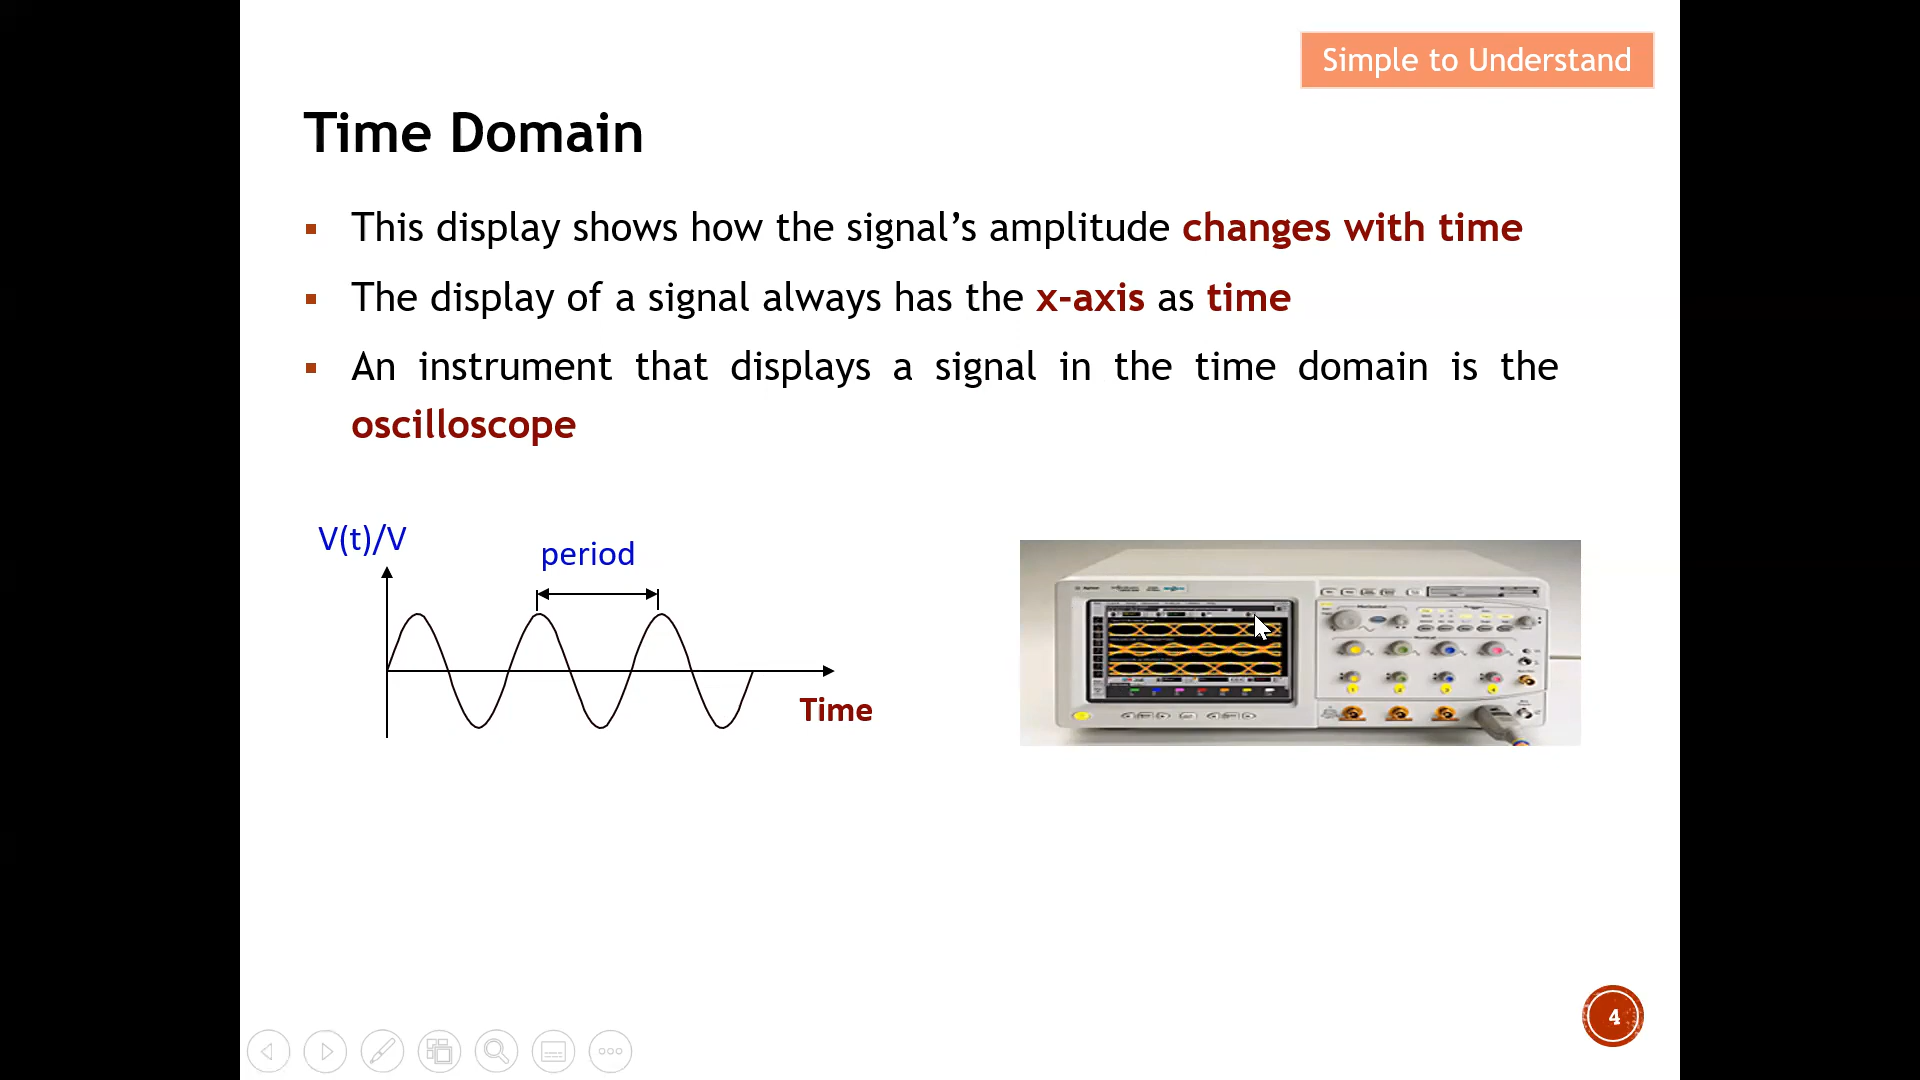 Simple to Understand
Time Domain
This display shows how the signal’s amplitude changes with time
The display of a signal always has the x-axis as time
An instrument that displays a signal in the time domain is the
oscilloscope
V(t)/V
period
Time
4